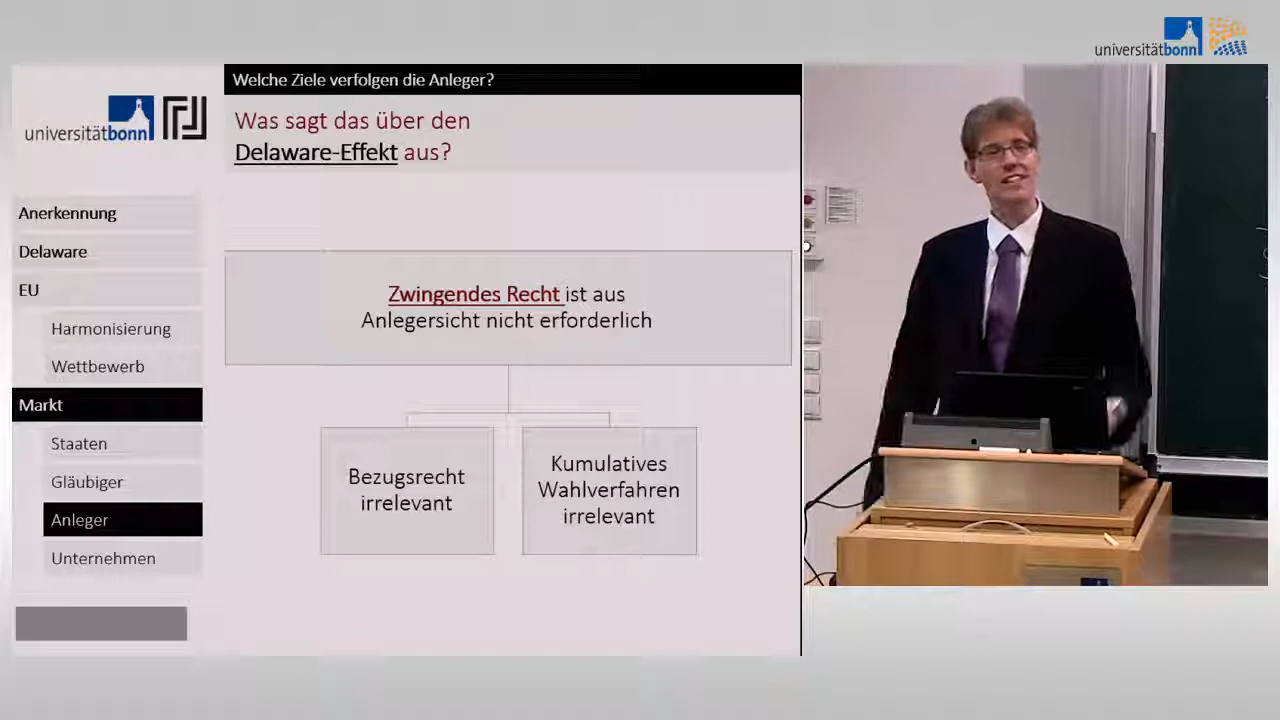 universitätbonn
universitätbonn
Welche Ziele verfolgen die Anleger?
Was sagt das über den
Delaware-Effekt aus?
Anerkennung
Delaware
EU
Harmonisierung
Wettbewerb
Markt
Staaten
Gläubiger
Anleger
Unternehmen
Zwingendes Recht ist aus
Anlegersicht nicht erforderlich
Bezugsrecht
irrelevant
Kumulatives
Wahlverfahren
irrelevant